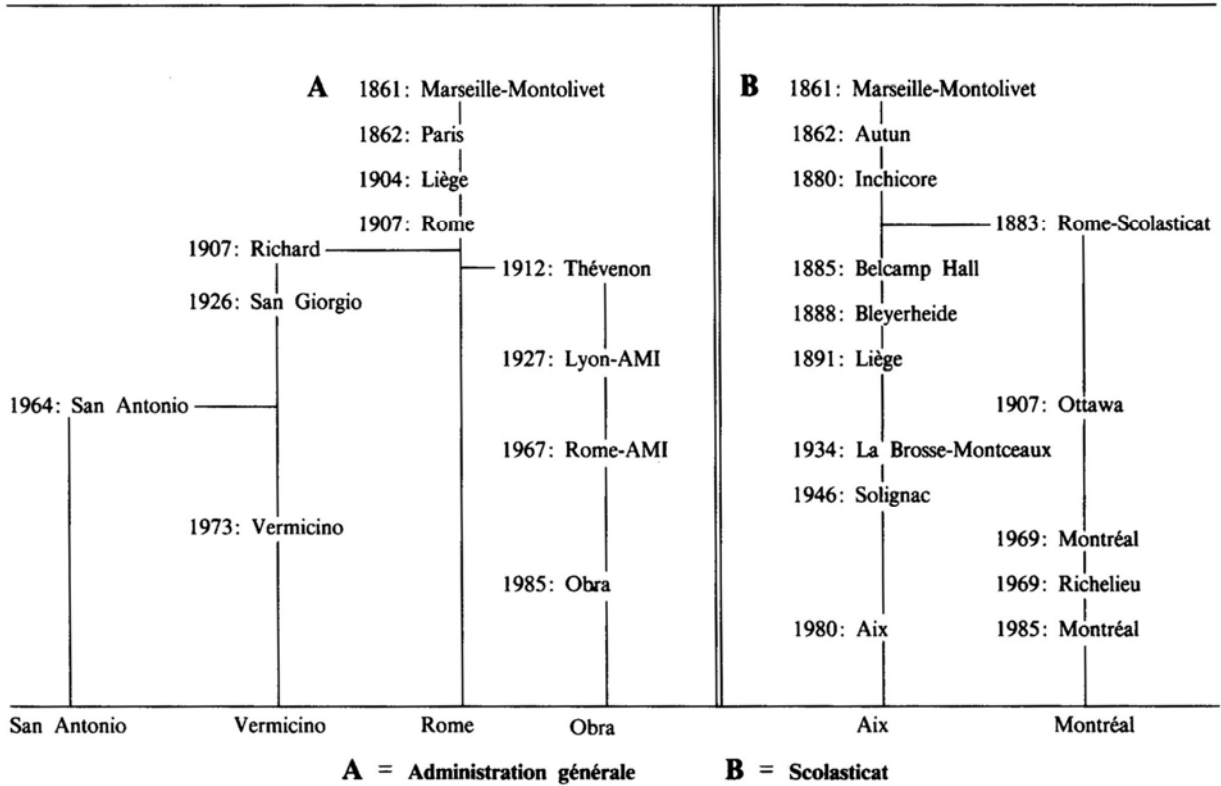 A 1861: Marseille-Montolivet
1862: Paris
1904: Liège
1907: Rome
1907: Richard
1912: Thévenon
1926: San Giorgio
1927: Lyon-AMI
1964: San Antonio
1967: Rome-AMI
1973: Vermicino
1985: Obra
San Antonio Vermicino Rome Obra
B 1861: Marseille-Montolivet
1862: Autun
1880: Inchicore
1883: Rome-Scolasticat
1885: Belcamp Hall
1888: Bleyerheide
1891: Liège
1907: Ottawa
1934: La Brosse-Montceaux
1946: Solignac
1969: Montréal
1969: Richelieu
1980: Aix 1985: Montréal
Aix Montréal
A = Administration générale B = Scolasticat